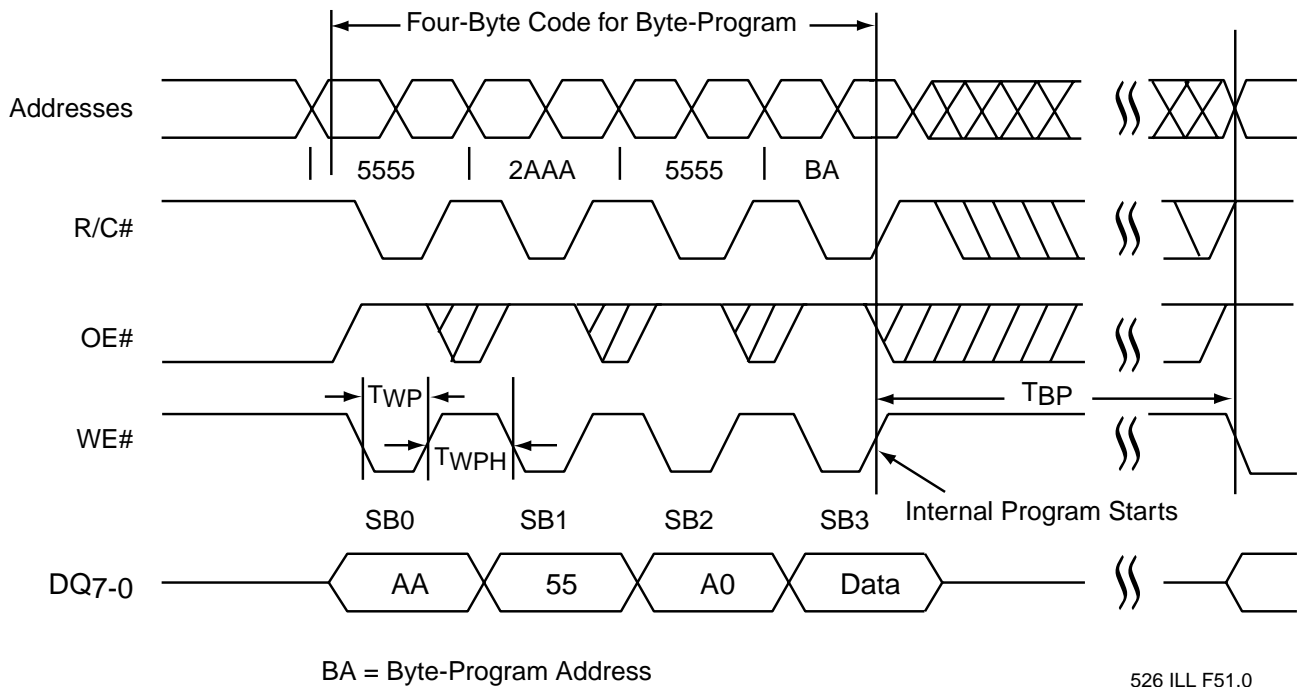 Four-Byte Code for Byte-Program
Addresses
5555 2AAA 5555 BA
R/C#
OE#
TWP
TBP
WE#
TWPH
Internal Program Starts
SB0 SB1 SB2 SB3
DQ7-0
AA 55 A0 Data
BA = Byte-Program Address
526 ILL F51.0